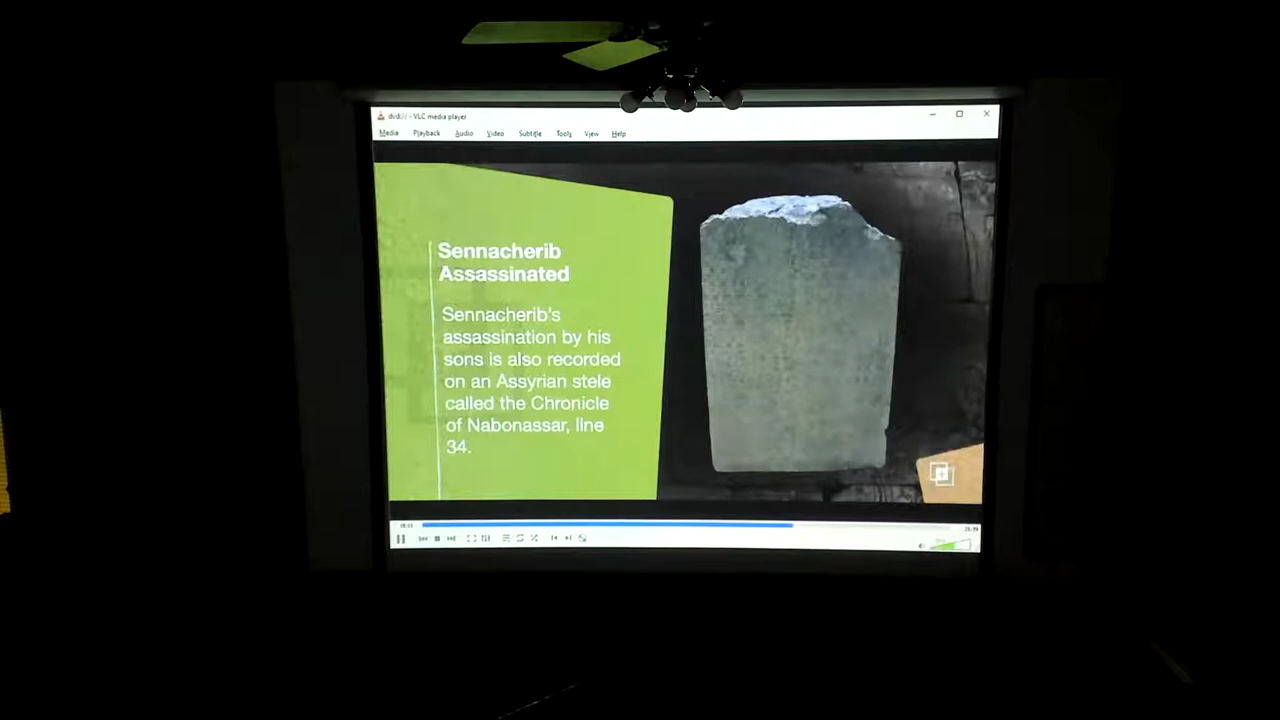 dvd:// - VLC media player
Media Playback Audio Video Subtitle Tools View Help
Sennacherib
Assassinated
Sennacherib's
assassination by his
sons is also recorded
on an Assyrian stele
called the Chronicle
of Nabonassar, line
34.